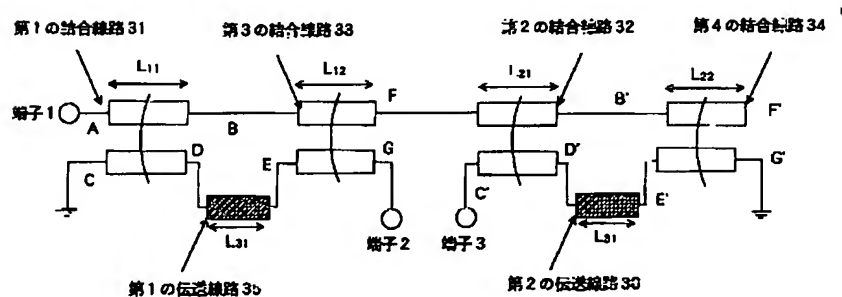 第1の結合線路31
第3の結合線路33
第2の結合線路32
第4の結合線路34
L11
L12
L21
L22
端子1
A
B
F
B'
F'
C
D
E
G
C'
D'
E'
G'
L31
L31
端子2
端子3
第1の伝送線路35
第2の伝送線路30